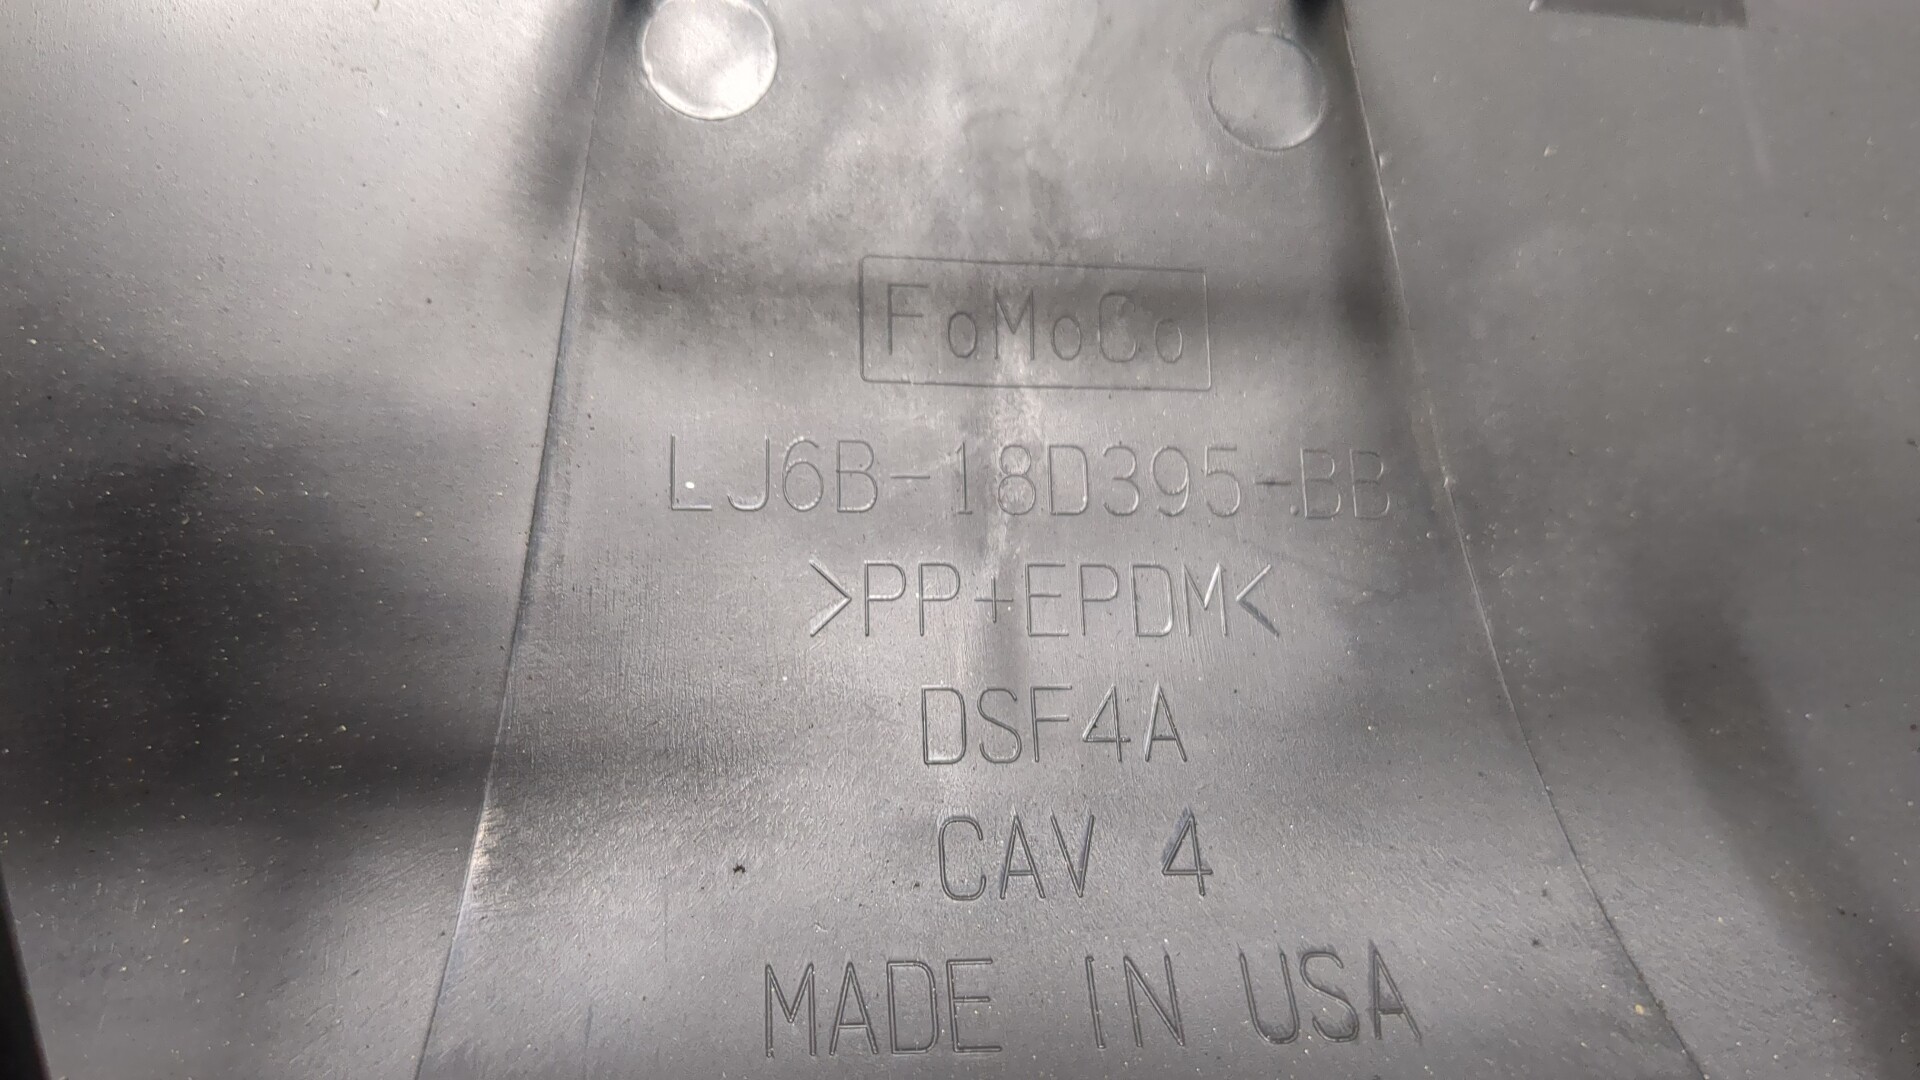 FoMoCo
LJ6B-18D395-BB
>PP+EPDM<
DSF4A
CAV 4
MADE IN USA